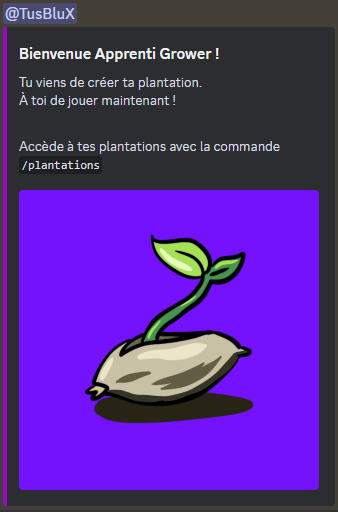 @TusBluX
Bienvenue Apprenti Grower !
Tu viens de créer ta plantation.
À toi de jouer maintenant !
Accède à tes plantations avec la commande
/plantations